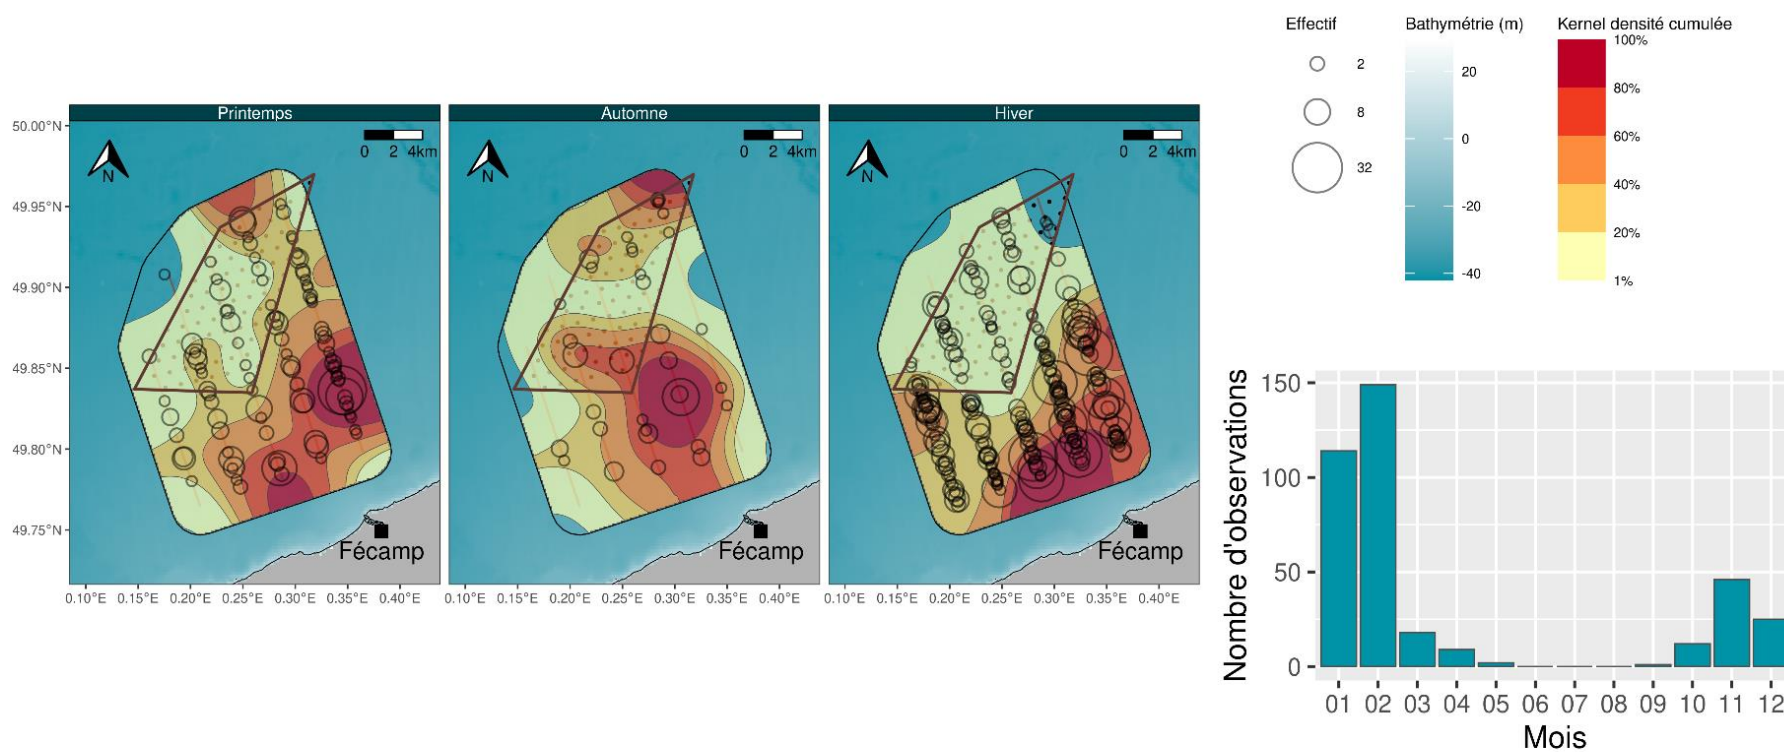 Effectif
2
8
32
Bathymétrie (m)
20
0
-20
-40
Kernel densité cumulée
100%
80%
60%
40%
20%
1%
Printemps
Automne
Hiver
50.00°N
49.95°N
49.90°N
49.85°N
49.80°N
49.75°N
N
0 2 4km
Fécamp
0.10°E 0.15°E 0.20°E 0.25°E 0.30°E 0.35°E 0.40°E
N
0 2 4km
Fécamp
0.10°E 0.15°E 0.20°E 0.25°E 0.30°E 0.35°E 0.40°E
N
0 2 4km
Fécamp
0.10°E 0.15°E 0.20°E 0.25°E 0.30°E 0.35°E 0.40°E
Nombre d'observations
150
100
50
0
01 02 03 04 05 06 07 08 09 10 11 12
Mois